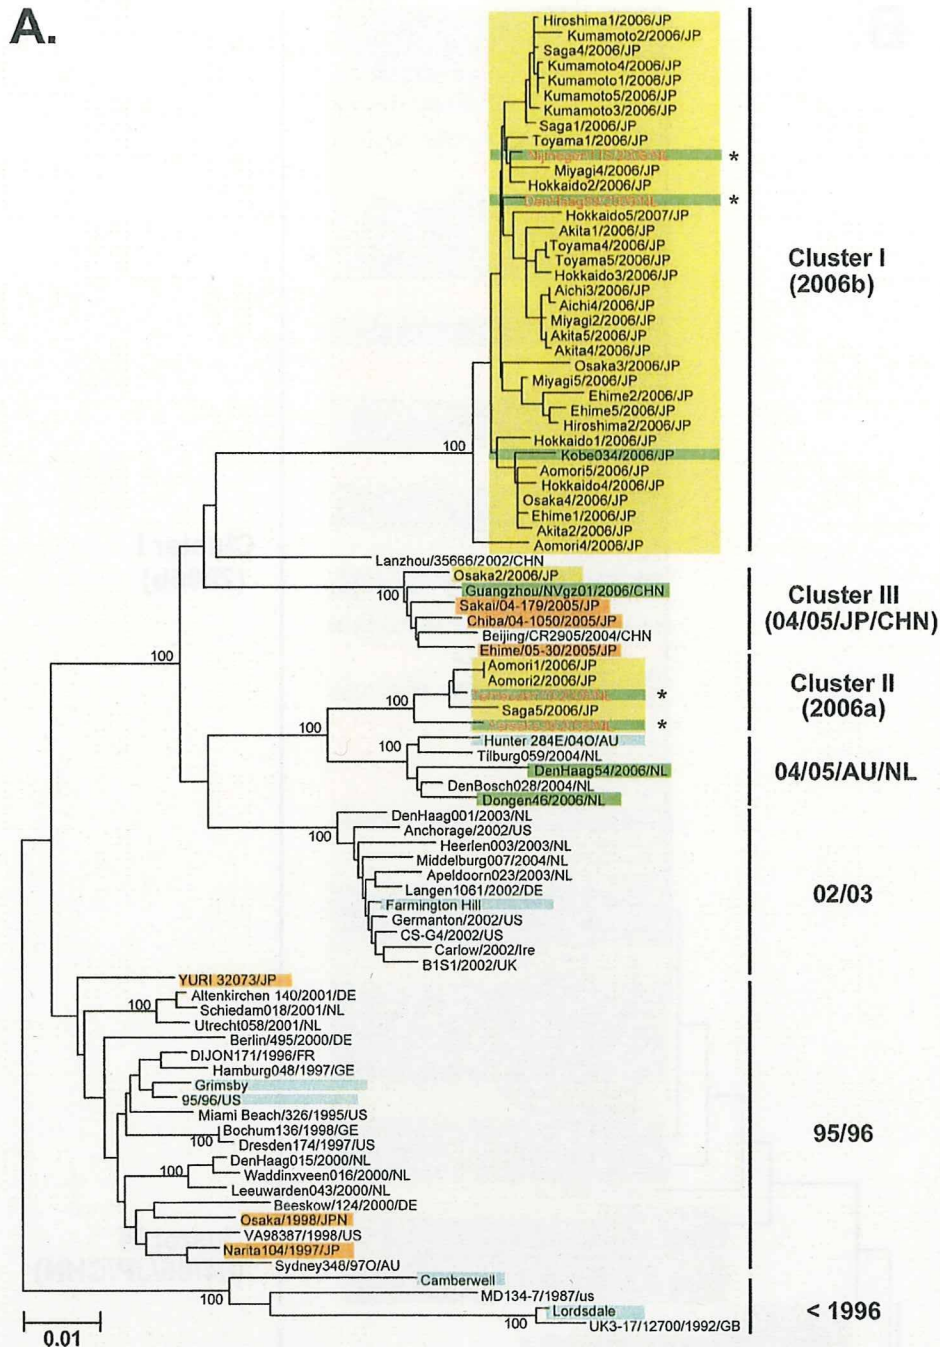 A.
Hiroshima1/2006/JP
Kumamoto2/2006/JP
Saga4/2006/JP
Kumamoto4/2006/JP
Kumamoto1/2006/JP
Kumamoto5/2006/JP
Kumamoto3/2006/JP
Saga1/2006/JP
Toyama1/2006/JP
*
Miyagi4/2006/JP
Hokkaido2/2006/JP
*
Hokkaido5/2007/JP
Akita1/2006/JP
Toyama4/2006/JP
Toyama5/2006/JP
Hokkaido3/2006/JP
Aichi3/2006/JP
Aichi4/2006/JP
Miyagi2/2006/JP
Akita5/2006/JP
Akita4/2006/JP
Osaka3/2006/JP
Miyagi5/2006/JP
Ehime2/2006/JP
Ehime5/2006/JP
Hiroshima2/2006/JP
Hokkaido1/2006/JP
Kobe034/2006/JP
Aomori5/2006/JP
Hokkaido4/2006/JP
Osaka4/2006/JP
Ehime1/2006/JP
Akita2/2006/JP
Aomori4/2006/JP
100
Cluster I
(2006b)
Lanzhou/35666/2002/CHN
Osaka2/2006/JP
Guangzhou/NVgz01/2006/CHN
Sakai/04-179/2005/JP
Chiba/04-1050/2005/JP
Beijing/CR2905/2004/CHN
Ehime/05-30/2005/JP
100
Cluster III
(04/05/JP/CHN)
100
Aomori1/2006/JP
Aomori2/2006/JP
*
Saga5/2006/JP
*
100
Cluster II
(2006a)
100
Hunter 284E/04O/AU
Tilburg059/2004/NL
DenHaag54/2006/NL
DenBosch028/2004/NL
Dongen46/2006/NL
100
04/05/AU/NL
DenHaag001/2003/NL
Anchorage/2002/US
Heerlen003/2003/NL
Middelburg007/2004/NL
Apeldoorn023/2003/NL
Langen1061/2002/DE
Farmington Hill
Germanton/2002/US
CS-G4/2002/US
Carlow/2002/Ire
B1S1/2002/UK
100
02/03
YURI 32073/JP
Altenkirchen 140/2001/DE
Schiedam018/2001/NL
Utrecht058/2001/NL
100
Berlin/495/2000/DE
DIJON171/1996/FR
Hamburg048/1997/GE
Grimsby
95/96/US
Miami Beach/326/1995/US
Bochum136/1998/GE
Dresden174/1997/US
100
DenHaag015/2000/NL
Waddinxveen016/2000/NL
Leeuwarden043/2000/NL
100
Beeskow/124/2000/DE
Osaka/1998/JPN
VA98387/1998/US
Narita104/1997/JP
Sydney348/97O/AU
95/96
Camberwell
MD134-7/1987/us
Lordsdale
UK3-17/12700/1992/GB
100
100
< 1996
0.01